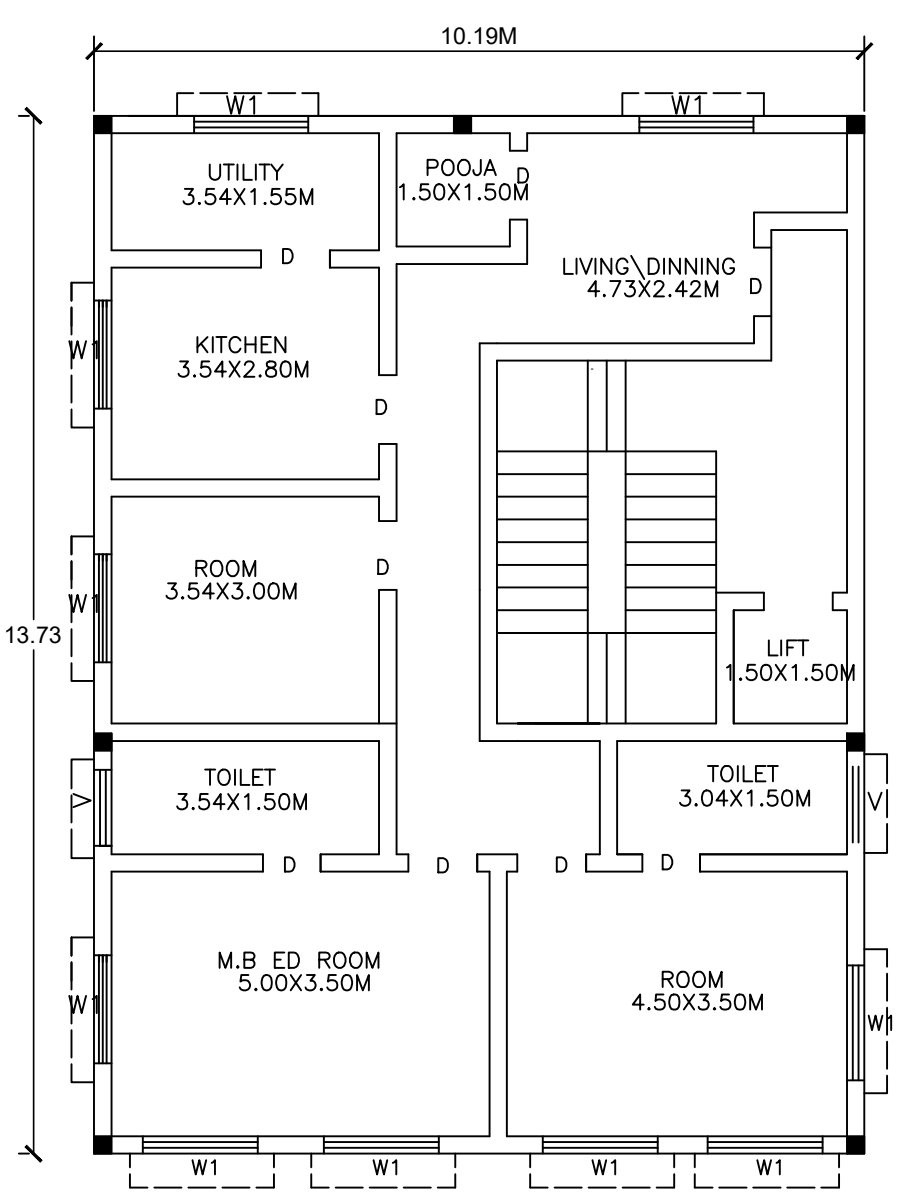 10.19M
W1
W1
UTILITY
3.54X1.55M
POOJA
1.50X1.50M
D
D
LIVING\DINNING
4.73X2.42M
D
W1
KITCHEN
3.54X2.80M
D
ROOM
3.54X3.00M
D
W1
13.73
LIFT
1.50X1.50M
V
TOILET
3.54X1.50M
TOILET
3.04X1.50M
V
D
D
D
D
M.B ED ROOM
5.00X3.50M
ROOM
4.50X3.50M
W1
W1
W1
W1
W1
W1